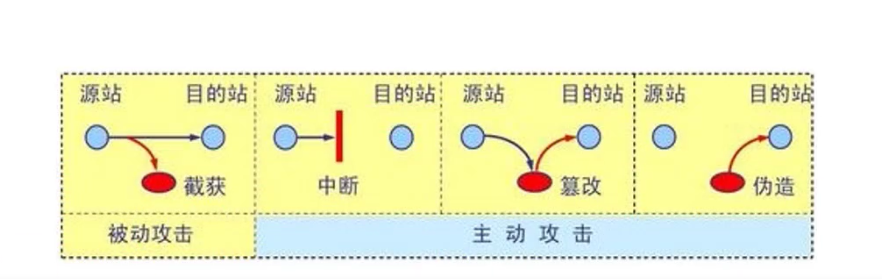 源站 目的站 源站 目的站 源站 目的站 源站 目的站
截获 中断 篡改 伪造
被动攻击 主动攻击